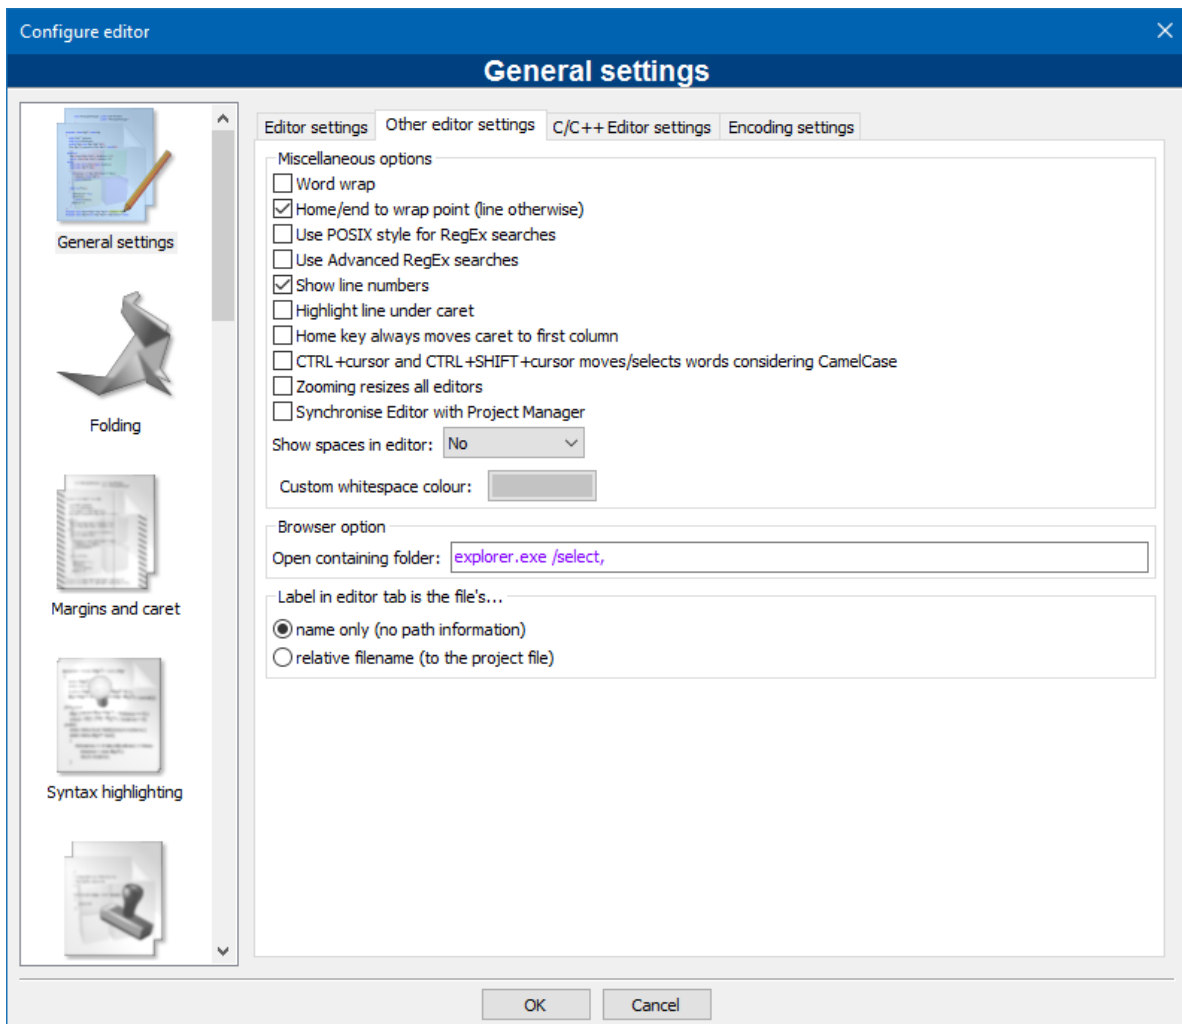 Configure editor
General settings
General settings
Folding
Margins and caret
Syntax highlighting
Editor settings
Other editor settings
C/C++ Editor settings
Encoding settings
Miscellaneous options
Word wrap
Home/end to wrap point (line otherwise)
Use POSIX style for RegEx searches
Use Advanced RegEx searches
Show line numbers
Highlight line under caret
Home key always moves caret to first column
CTRL+cursor and CTRL+SHIFT+cursor moves/selects words considering CamelCase
Zooming resizes all editors
Synchronise Editor with Project Manager
Show spaces in editor: No
Custom whitespace colour:
Browser option
Open containing folder: explorer.exe /select,
Label in editor tab is the file's...
name only (no path information)
relative filename (to the project file)
OK
Cancel